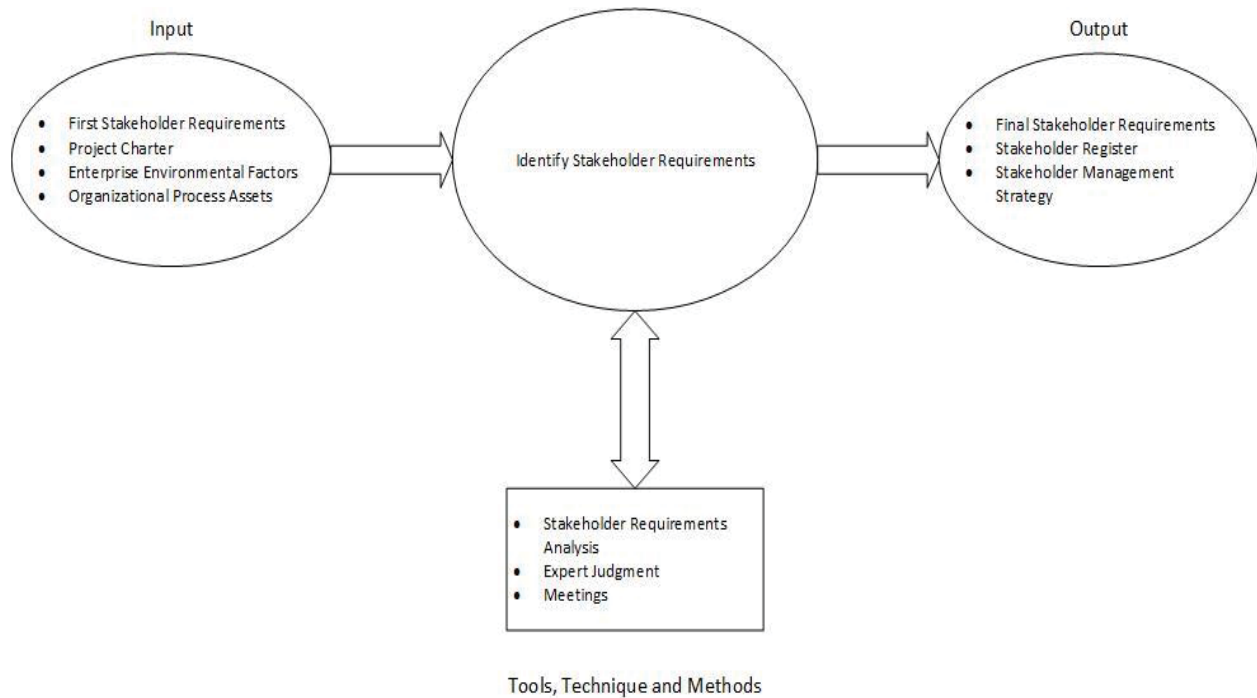 Input
Output
• First Stakeholder Requirements
• Project Charter
• Enterprise Environmental Factors
• Organizational Process Assets
Identify Stakeholder Requirements
• Final Stakeholder Requirements
• Stakeholder Register
• Stakeholder Management
Strategy
• Stakeholder Requirements
Analysis
• Expert Judgment
• Meetings
Tools, Technique and Methods